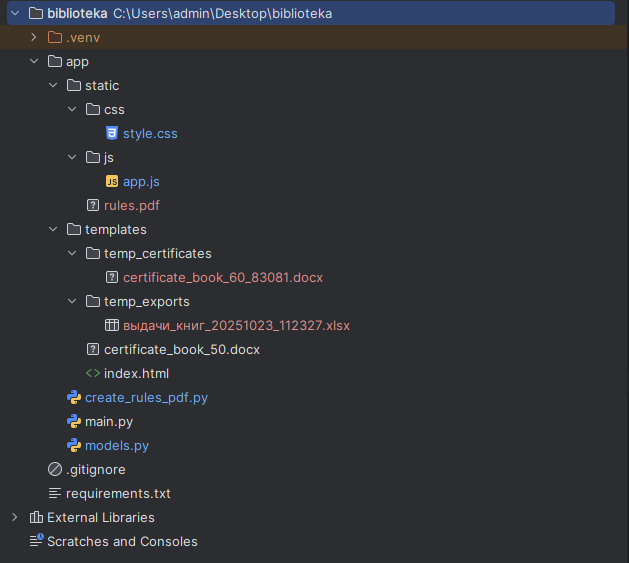 biblioteka C:\Users\admin\Desktop\biblioteka
.venv
app
static
css
style.css
js
JS app.js
rules.pdf
templates
temp_certificates
certificate_book_60_83081.docx
temp_exports
выдачи_книг_20251023_112327.xlsx
certificate_book_50.docx
<> index.html
create_rules_pdf.py
main.py
models.py
.gitignore
requirements.txt
External Libraries
Scratches and Consoles